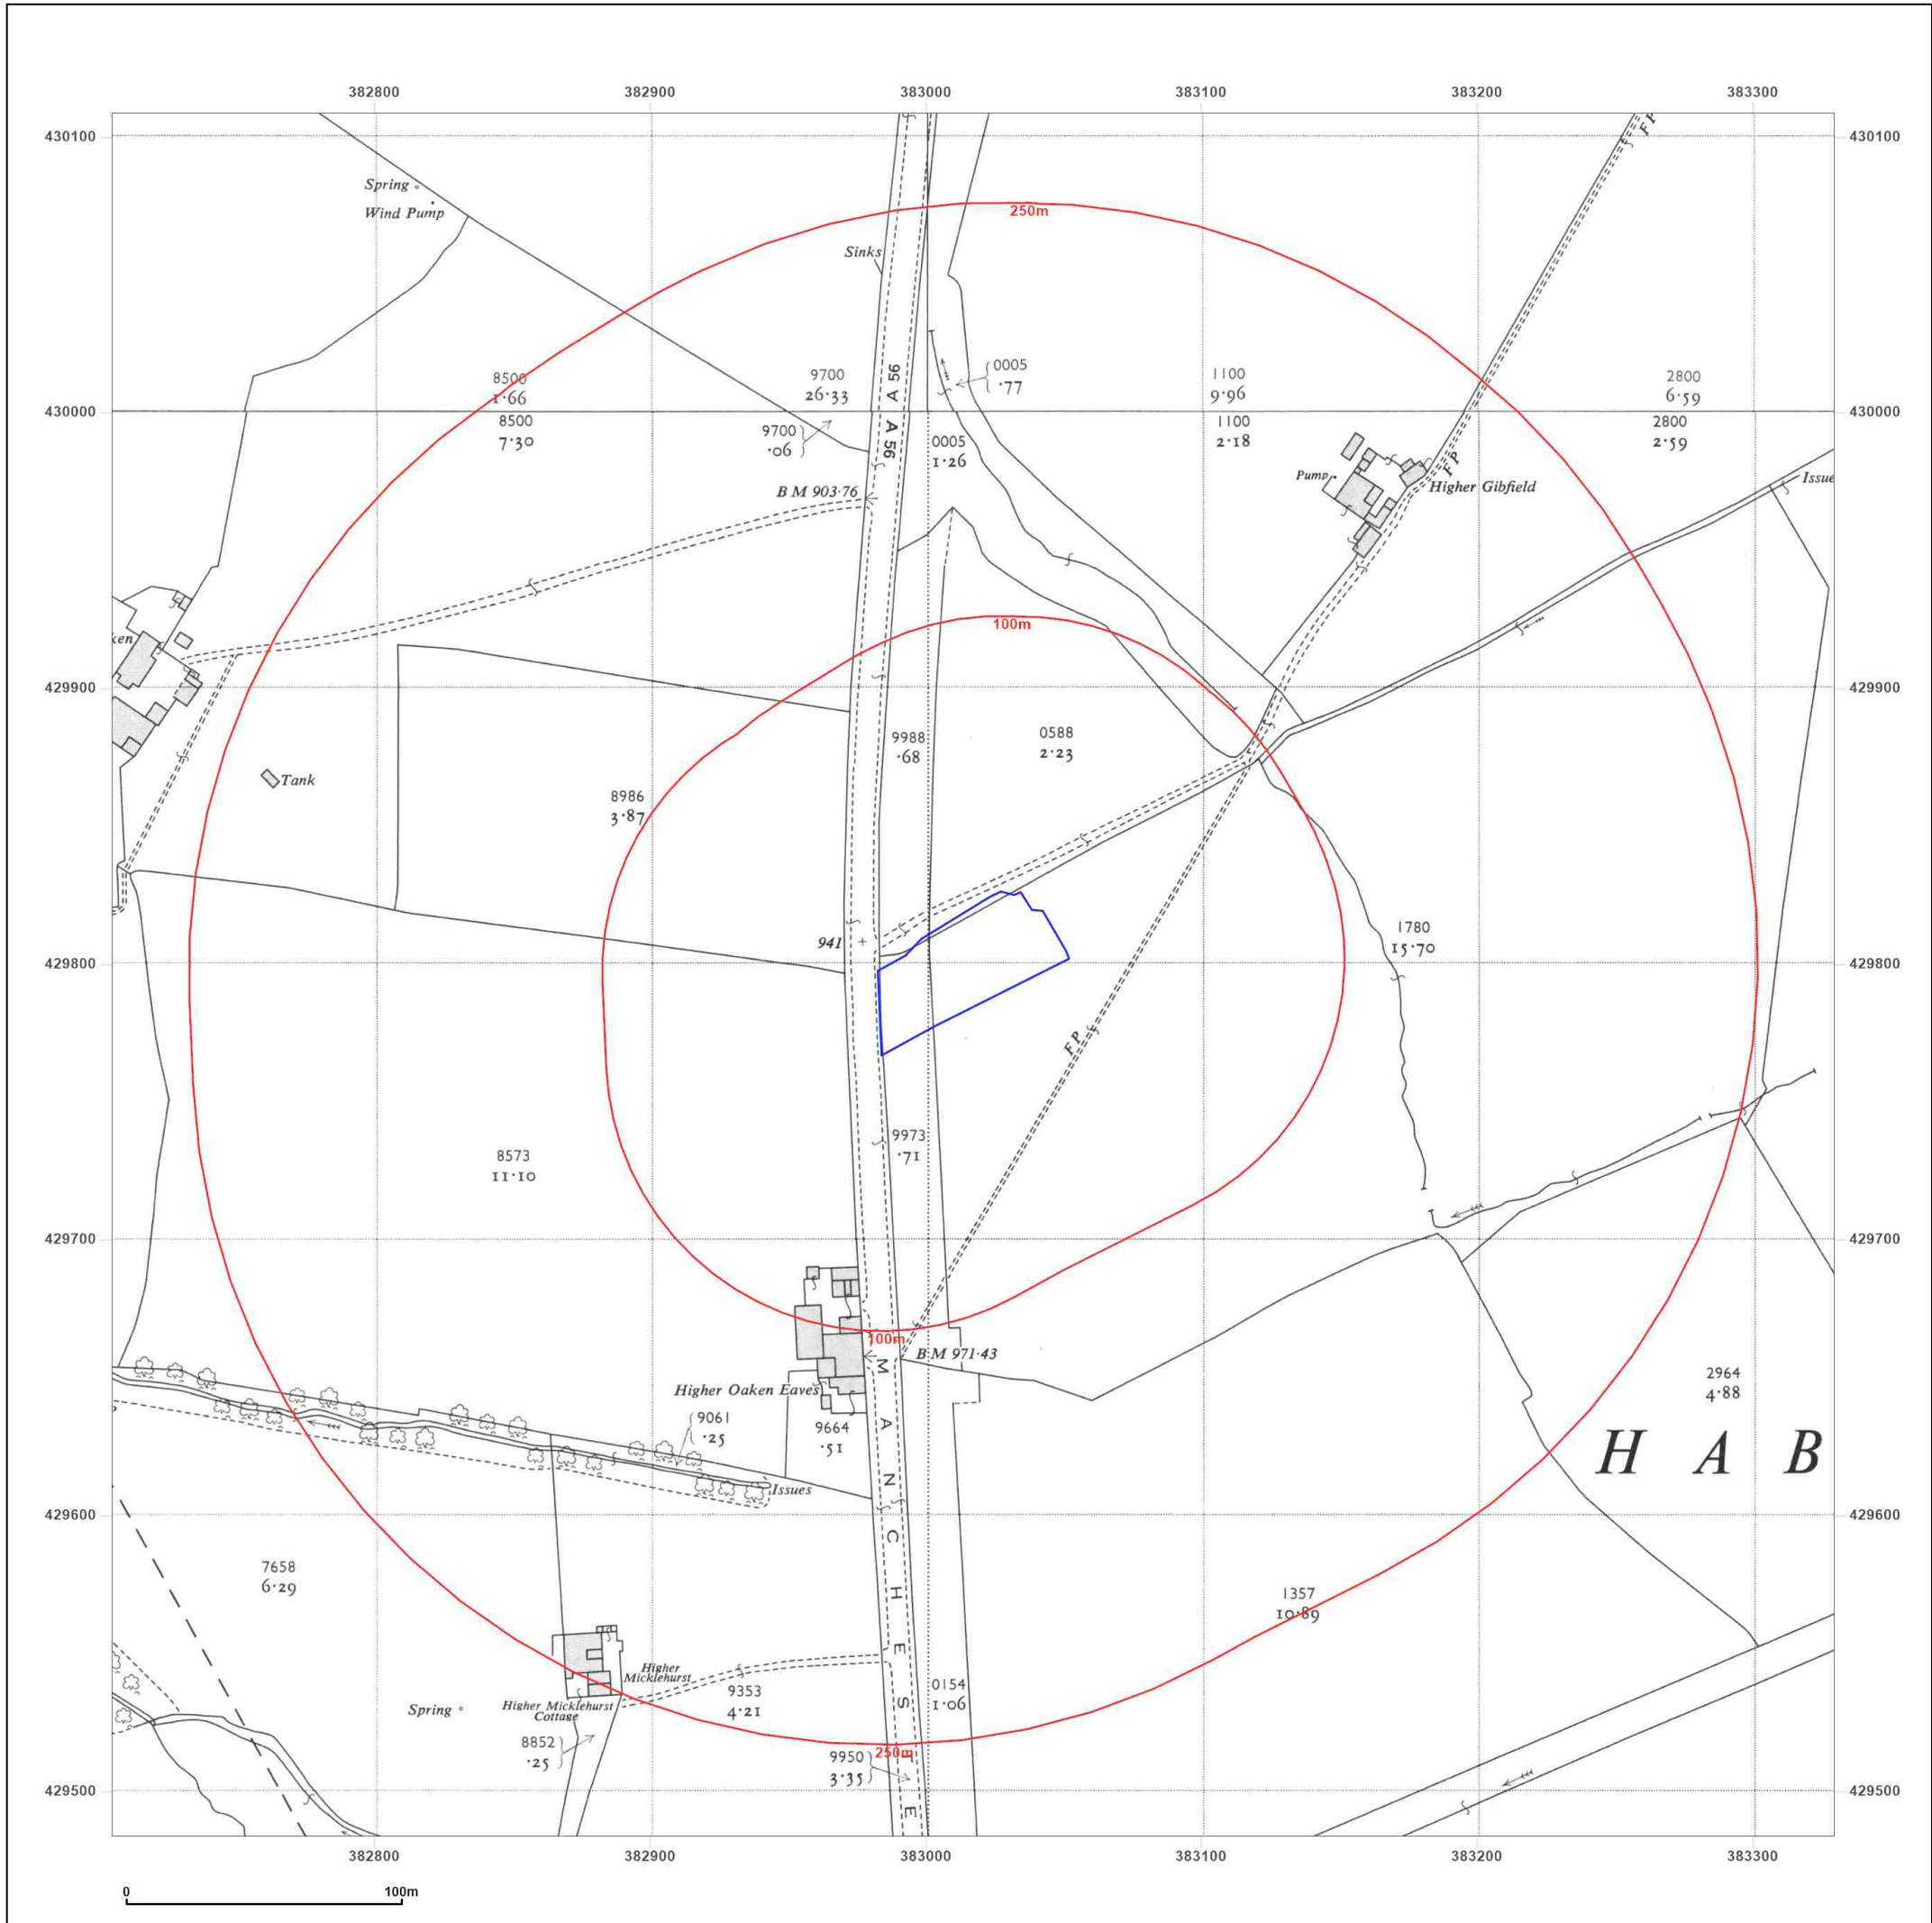 382800 382900 383000 383100 383200 383300
430100 430100
FP
Spring
Wind Pump
250m
Sinks
8500
1·66
9700
26·33
A 56
0005
·77
1100
9·96
2800
6·59
430000 430000
8500
7·30
9700
·06
A 56
0005
1·26
1100
2·18
2800
2·59
FP
Pump
Higher Gibfield
Issue
B M 903·76
100m
ken
429900 429900
9988
·68
0588
2·23
Tank
8986
3·87
941
1780
15·70
429800 429800
FP
9973
·71
8573
11·10
429700 429700
100m
B M 971·43
Higher Oaken Eaves
9061
·25
9664
·51
2964
4·88
H A B
Issues
429600 429600
7658
6·29
1357
10·89
Higher
Micklehurst
9353
4·21
0154
1·06
Spring
Higher Micklehurst
Cottage
8852
·25
9950
3·35
250m
M A N C H E S T E
429500 429500
382800 382900 383000 383100 383200 383300
0 100m